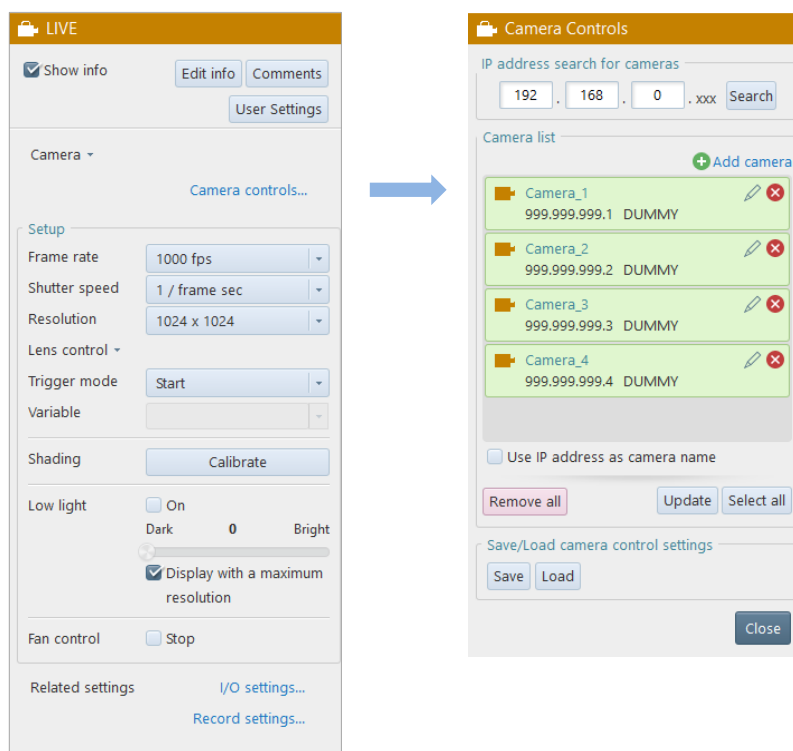 LIVE
Show info
Edit info
Comments
User Settings
Camera
Camera controls...
Setup
Frame rate
1000 fps
Shutter speed
1 / frame sec
Resolution
1024 x 1024
Lens control
Trigger mode
Start
Variable
Shading
Calibrate
Low light
On
Dark
0
Bright
Display with a maximum
resolution
Fan control
Stop
Related settings
I/O settings...
Record settings...
Camera Controls
IP address search for cameras
192 . 168 . 0 . xxx
Search
Camera list
Add camera
Camera_1
999.999.999.1 DUMMY
Camera_2
999.999.999.2 DUMMY
Camera_3
999.999.999.3 DUMMY
Camera_4
999.999.999.4 DUMMY
Use IP address as camera name
Remove all
Update
Select all
Save/Load camera control settings
Save
Load
Close